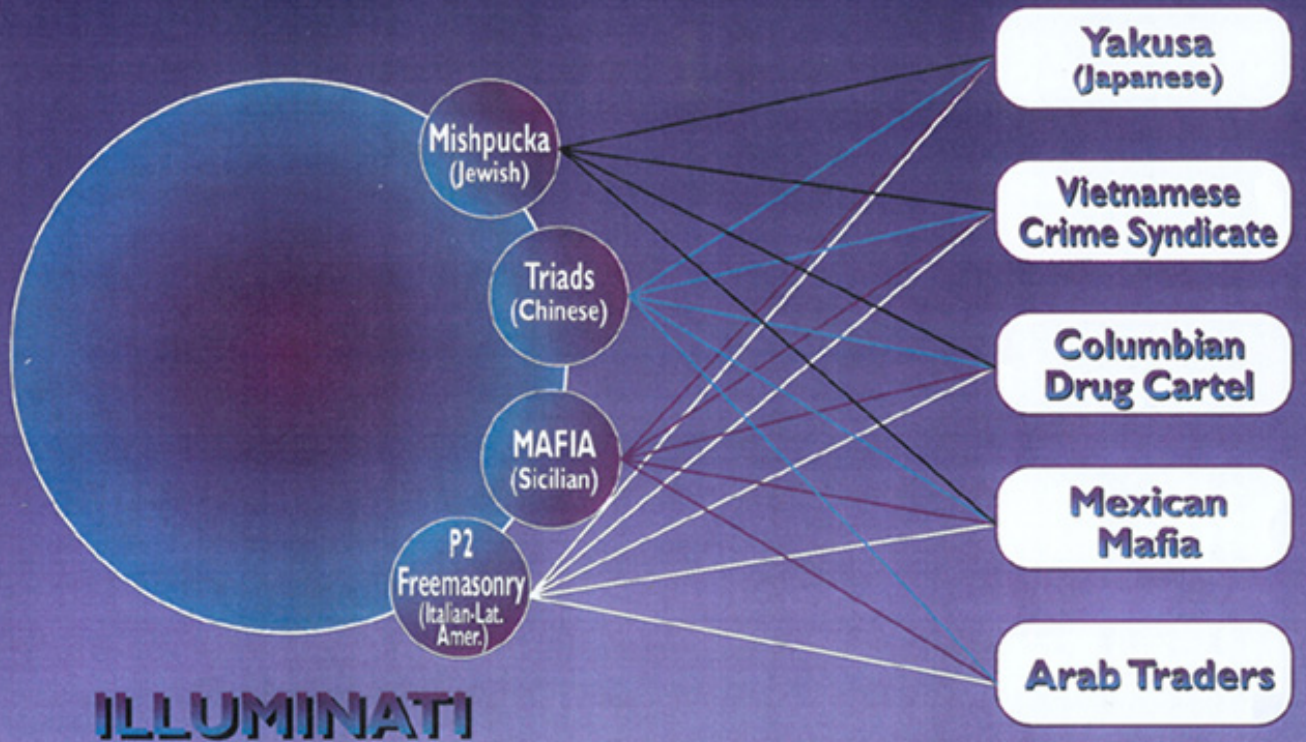 Mishpucka
(Jewish)
Triads
(Chinese)
MAFIA
(Sicilian)
P2
Freemasonry
(Italian-Lat.
Amer.)
ILLUMINATI
Yakusa
(Japanese)
Vietnamese
Crime Syndicate
Columbian
Drug Cartel
Mexican
Mafia
Arab Traders